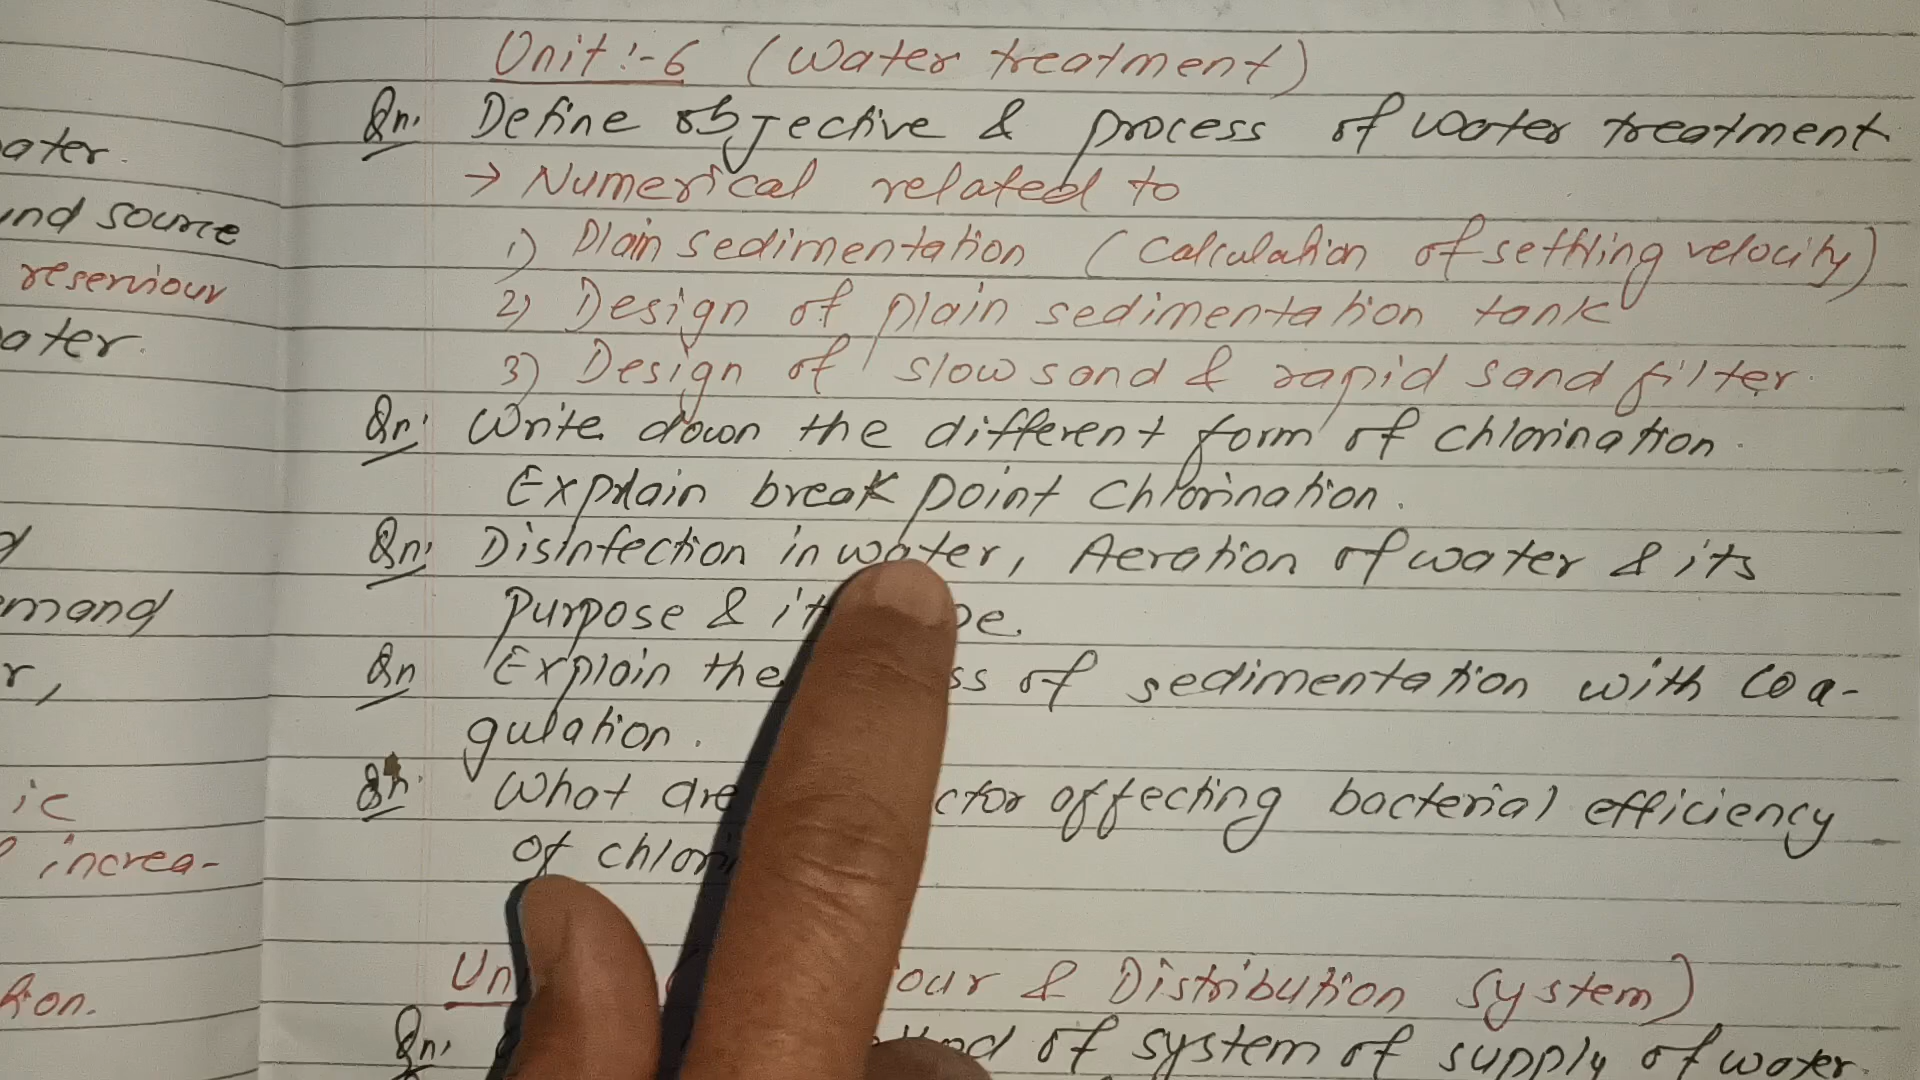 ater.
ind source
reserviour
ater.
mand
r,
ic
increa-
hion.
Unit:-6 (Water treatment)
Qn. Define objective & process of water treatment
→ Numerical related to
1) Plain sedimentation (Calculation of settling velocity)
2) Design of plain sedimentation tank
3) Design of slow sand & rapid sand filter.
Qn. Write down the different form of chlorination.
Explain break point Chlorination.
Qn. Disinfection in water, Aeration of water & its
purpose & it pe.
Qn Explain the ss of sedimentation with coa-
gulation.
Qn. What are ctor affecting bacterial efficiency
of chlori
Un our & Distribution system)
Qn. of system of supply of water.